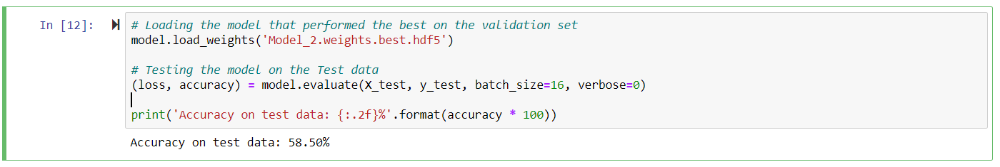 In [12]:
# Loading the model that performed the best on the validation set
model.load_weights('Model_2.weights.best.hdf5')
# Testing the model on the Test data
(loss, accuracy) = model.evaluate(X_test, y_test, batch_size=16, verbose=0)
print('Accuracy on test data: {:.2f}%'.format(accuracy * 100))
Accuracy on test data: 58.50%